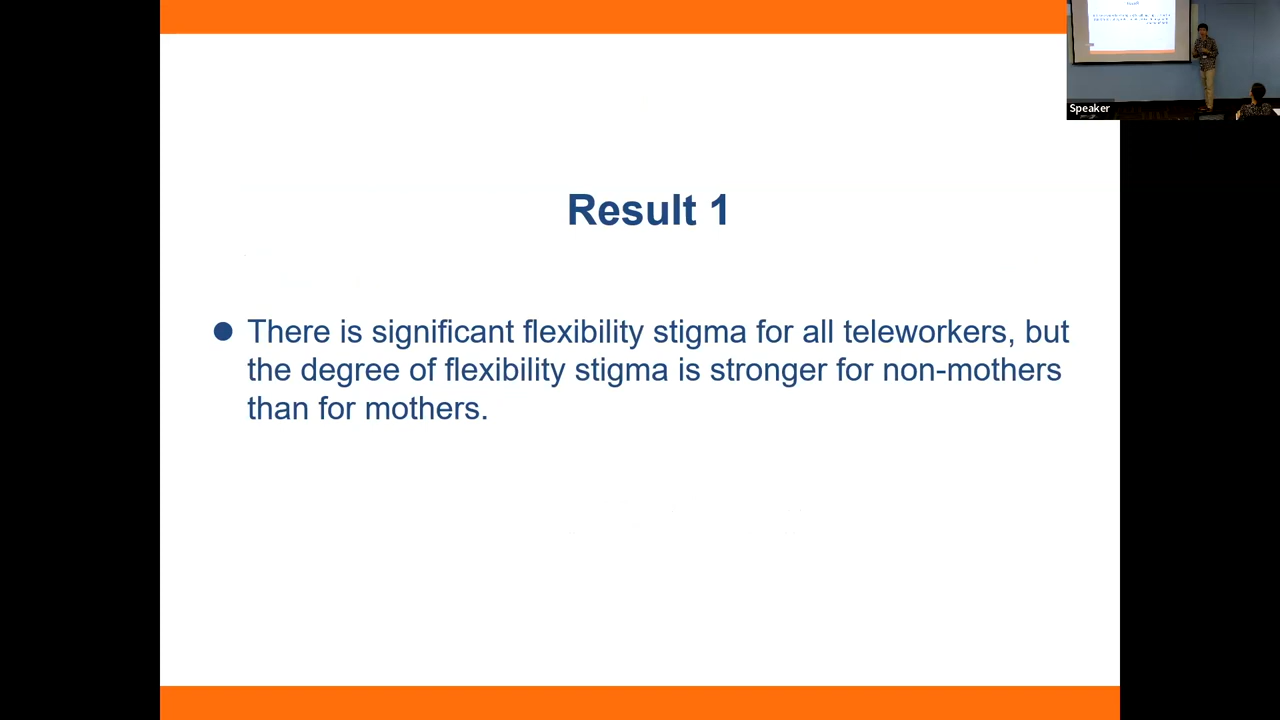 Speaker
Result 1
There is significant flexibility stigma for all teleworkers, but
the degree of flexibility stigma is stronger for non-mothers
than for mothers.